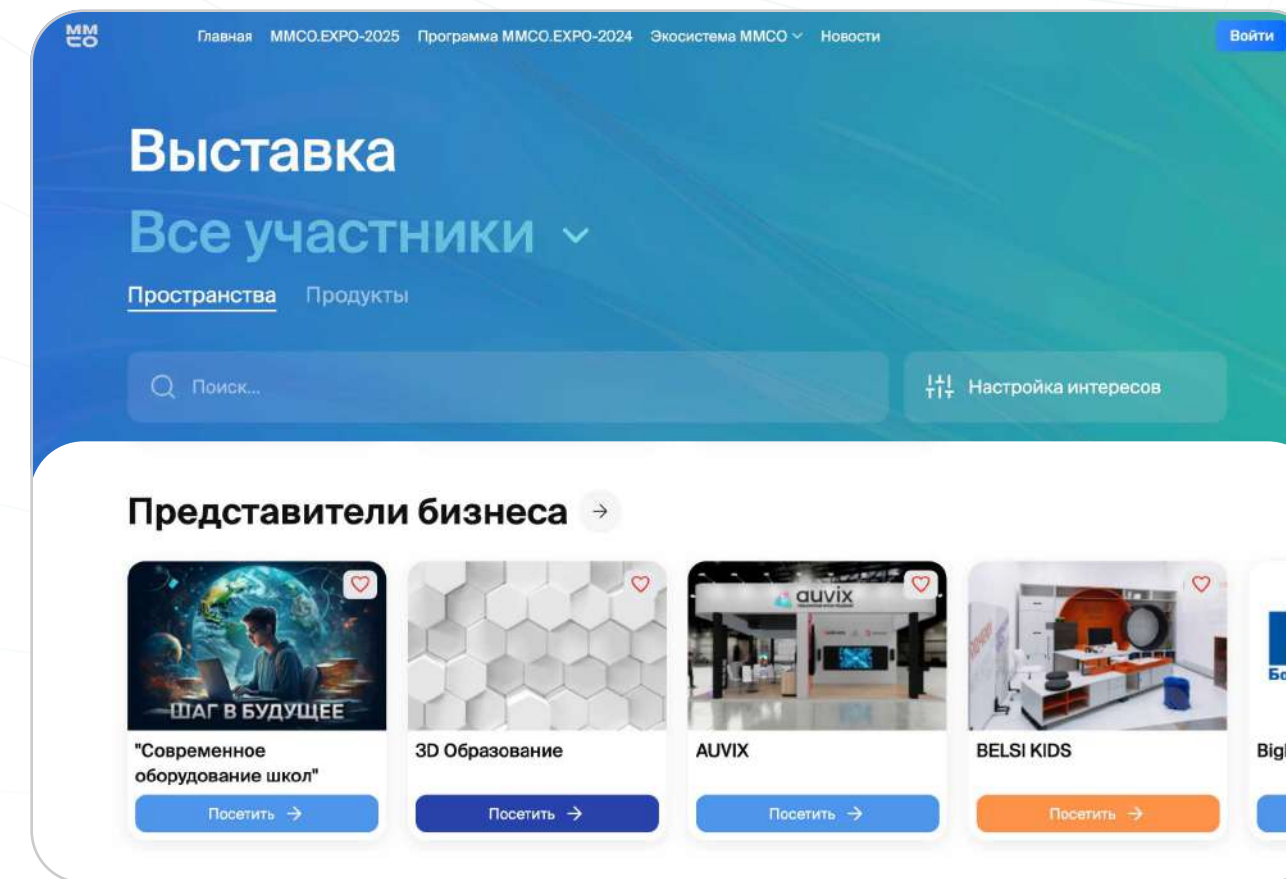 ММ
СО
Главная ММСО.EXPO-2025 Программа ММСО.EXPO-2024 Экосистема ММСО Новости
Войти
Выставка
Все участники
Пространства Продукты
Поиск...
Настройка интересов
Представители бизнеса
ШАГ В БУДУЩЕЕ
auvix
"Современное
оборудование школ"
3D Образование
AUVIX
BELSI KIDS
Посетить
Посетить
Посетить
Посетить